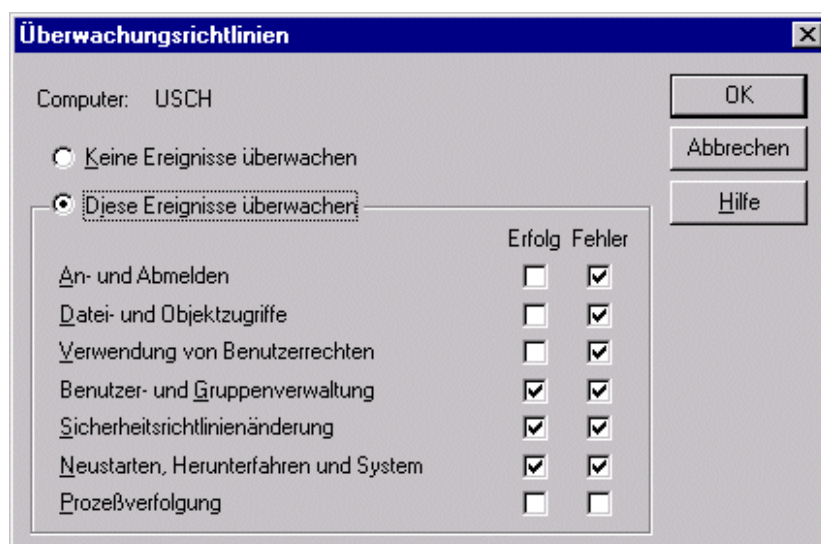 Überwachungsrichtlinien
Computer: USCH
OK
Keine Ereignisse überwachen
Abbrechen
Diese Ereignisse überwachen
Hilfe
Erfolg Fehler
An- und Abmelden
Datei- und Objektzugriffe
Verwendung von Benutzerrechten
Benutzer- und Gruppenverwaltung
Sicherheitsrichtlinienänderung
Neustarten, Herunterfahren und System
Prozeßverfolgung